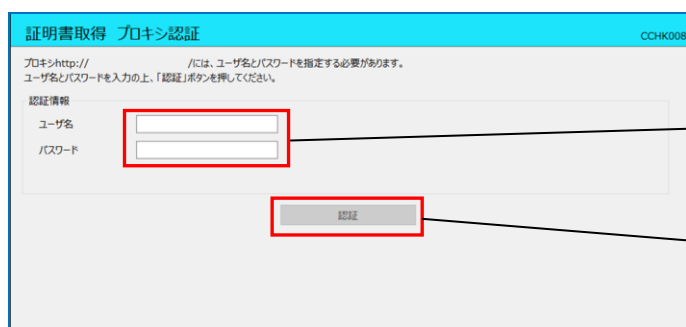 証明書取得 プロキシ認証 CCHK008
プロキシhttp:// /には、ユーザ名とパスワードを指定する必要があります。
ユーザ名とパスワードを入力の上、「認証」ボタンを押してください。
認証情報
ユーザ名
パスワード
認証